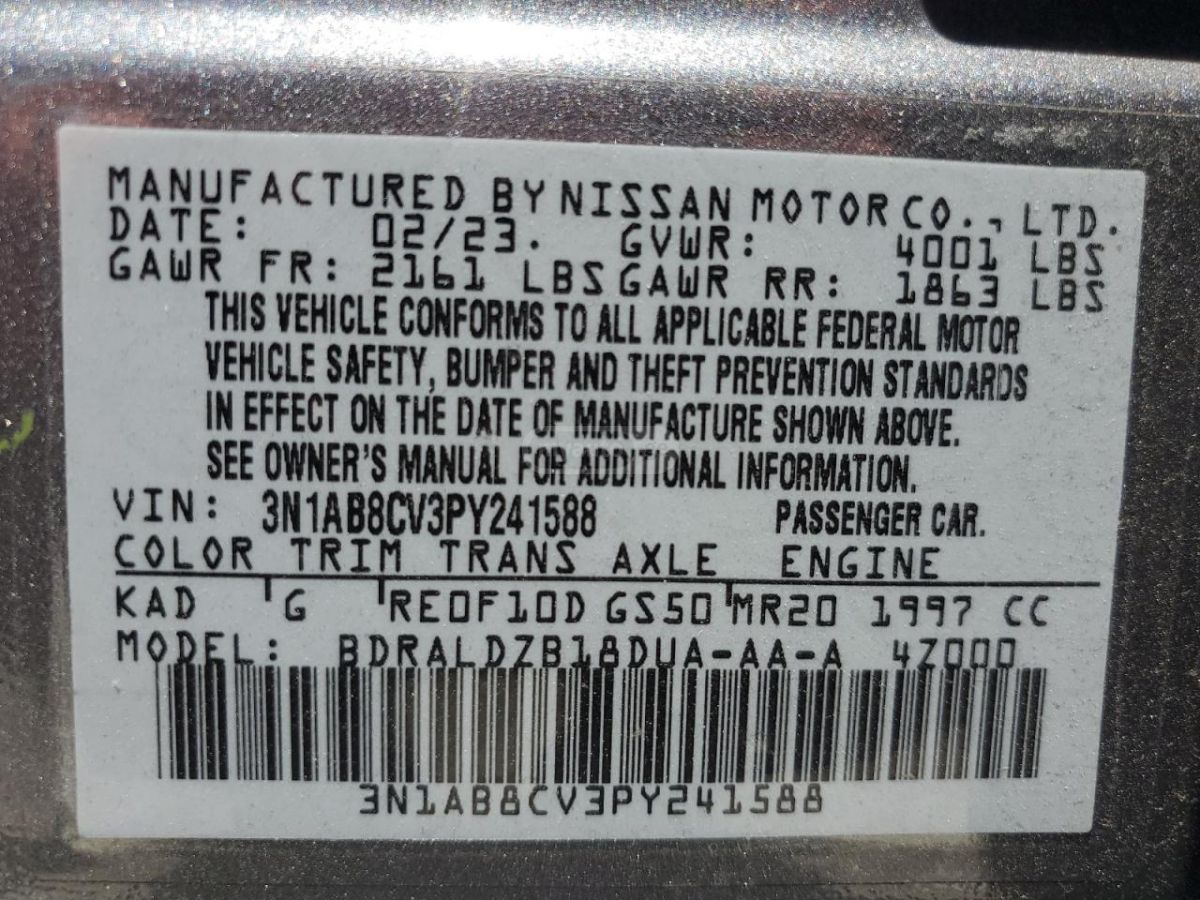 MANUFACTURED BY NISSAN MOTOR CO., LTD.
DATE: 02/23. GVWR: 4001 LBS
GAWR FR: 2161 LBS GAWR RR: 1863 LBS
THIS VEHICLE CONFORMS TO ALL APPLICABLE FEDERAL MOTOR
VEHICLE SAFETY, BUMPER AND THEFT PREVENTION STANDARDS
IN EFFECT ON THE DATE OF MANUFACTURE SHOWN ABOVE.
SEE OWNER'S MANUAL FOR ADDITIONAL INFORMATION.
VIN: 3N1AB8CV3PY241588 PASSENGER CAR.
COLOR TRIM TRANS AXLE ENGINE
KAD G RE0F10D GS50 MR20 1997 CC
MODEL: BDRALDZB18DUA-AA-A 4Z000
3N1AB8CV3PY241588